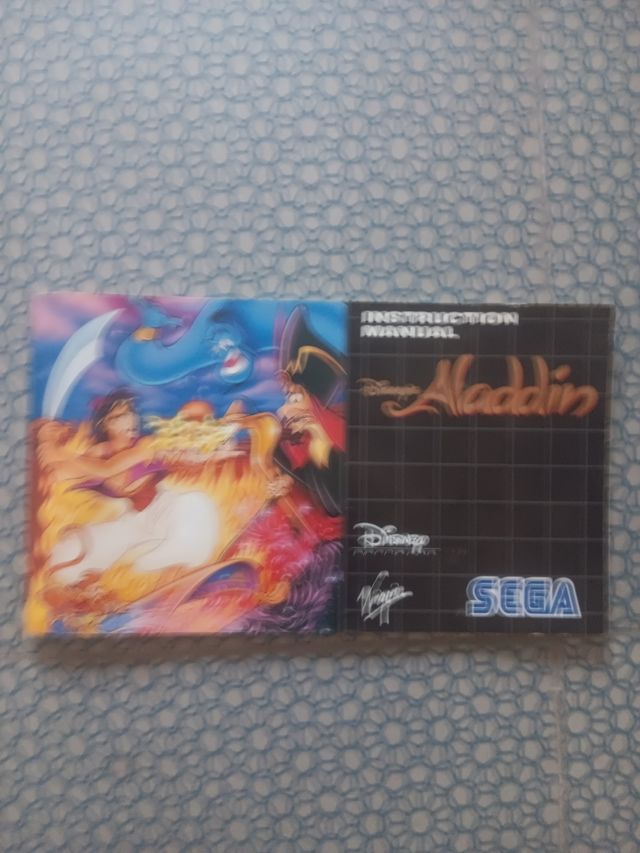 INSTRUCTION
MANUAL
Disney's Aladdin
Disney
Virgin
SEGA